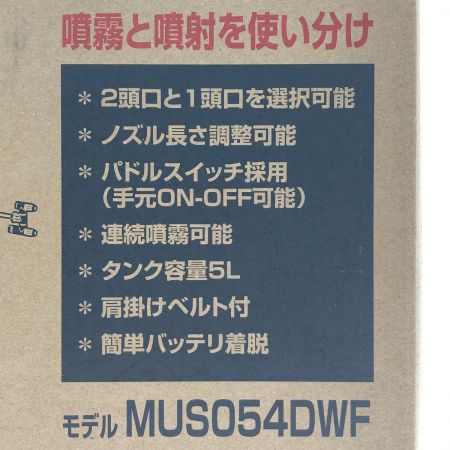 噴霧と噴射を使い分け
＊ 2頭口と1頭口を選択可能
＊ ノズル長さ調整可能
＊ パドルスイッチ採用
（手元ON-OFF可能）
＊ 連続噴霧可能
＊ タンク容量5L
＊ 肩掛けベルト付
＊ 簡単バッテリ着脱
モデル MUS054DWF